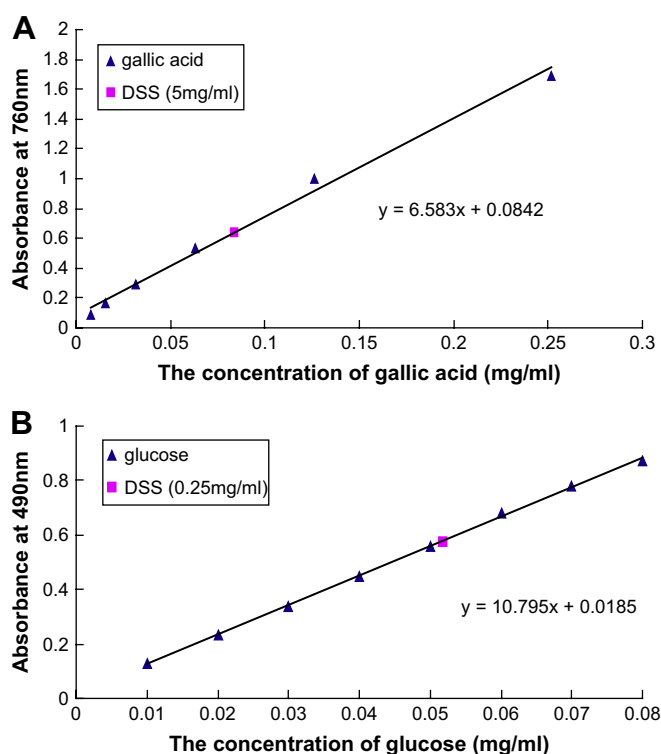 A
Absorbance at 760nm
2
1.8
1.6
1.4
1.2
1
0.8
0.6
0.4
0.2
0
gallic acid
DSS (5mg/ml)
y = 6.583x + 0.0842
0 0.05 0.1 0.15 0.2 0.25 0.3
The concentration of gallic acid (mg/ml)
B
Absorbance at 490nm
1
0.8
0.6
0.4
0.2
0
glucose
DSS (0.25mg/ml)
y = 10.795x + 0.0185
0 0.01 0.02 0.03 0.04 0.05 0.06 0.07 0.08
The concentration of glucose (mg/ml)